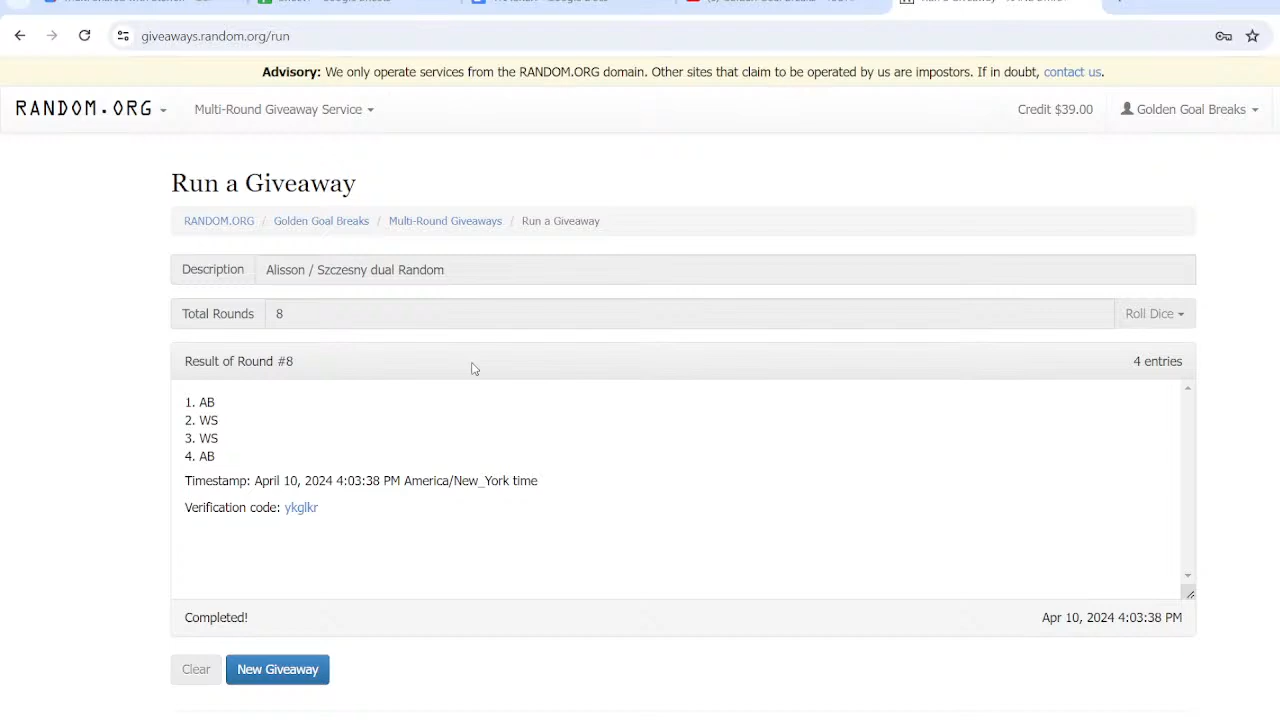 giveaways.random.org/run
Advisory: We only operate services from the RANDOM.ORG domain. Other sites that claim to be operated by us are impostors. If in doubt, contact us.
RANDOM.ORG Multi-Round Giveaway Service Credit $39.00 Golden Goal Breaks
Run a Giveaway
RANDOM.ORG / Golden Goal Breaks / Multi-Round Giveaways / Run a Giveaway
Description Alisson / Szczesny dual Random
Total Rounds 8 Roll Dice
Result of Round #8 4 entries
1. AB
2. WS
3. WS
4. AB
Timestamp: April 10, 2024 4:03:38 PM America/New_York time
Verification code: ykglkr
Completed! Apr 10, 2024 4:03:38 PM
Clear New Giveaway